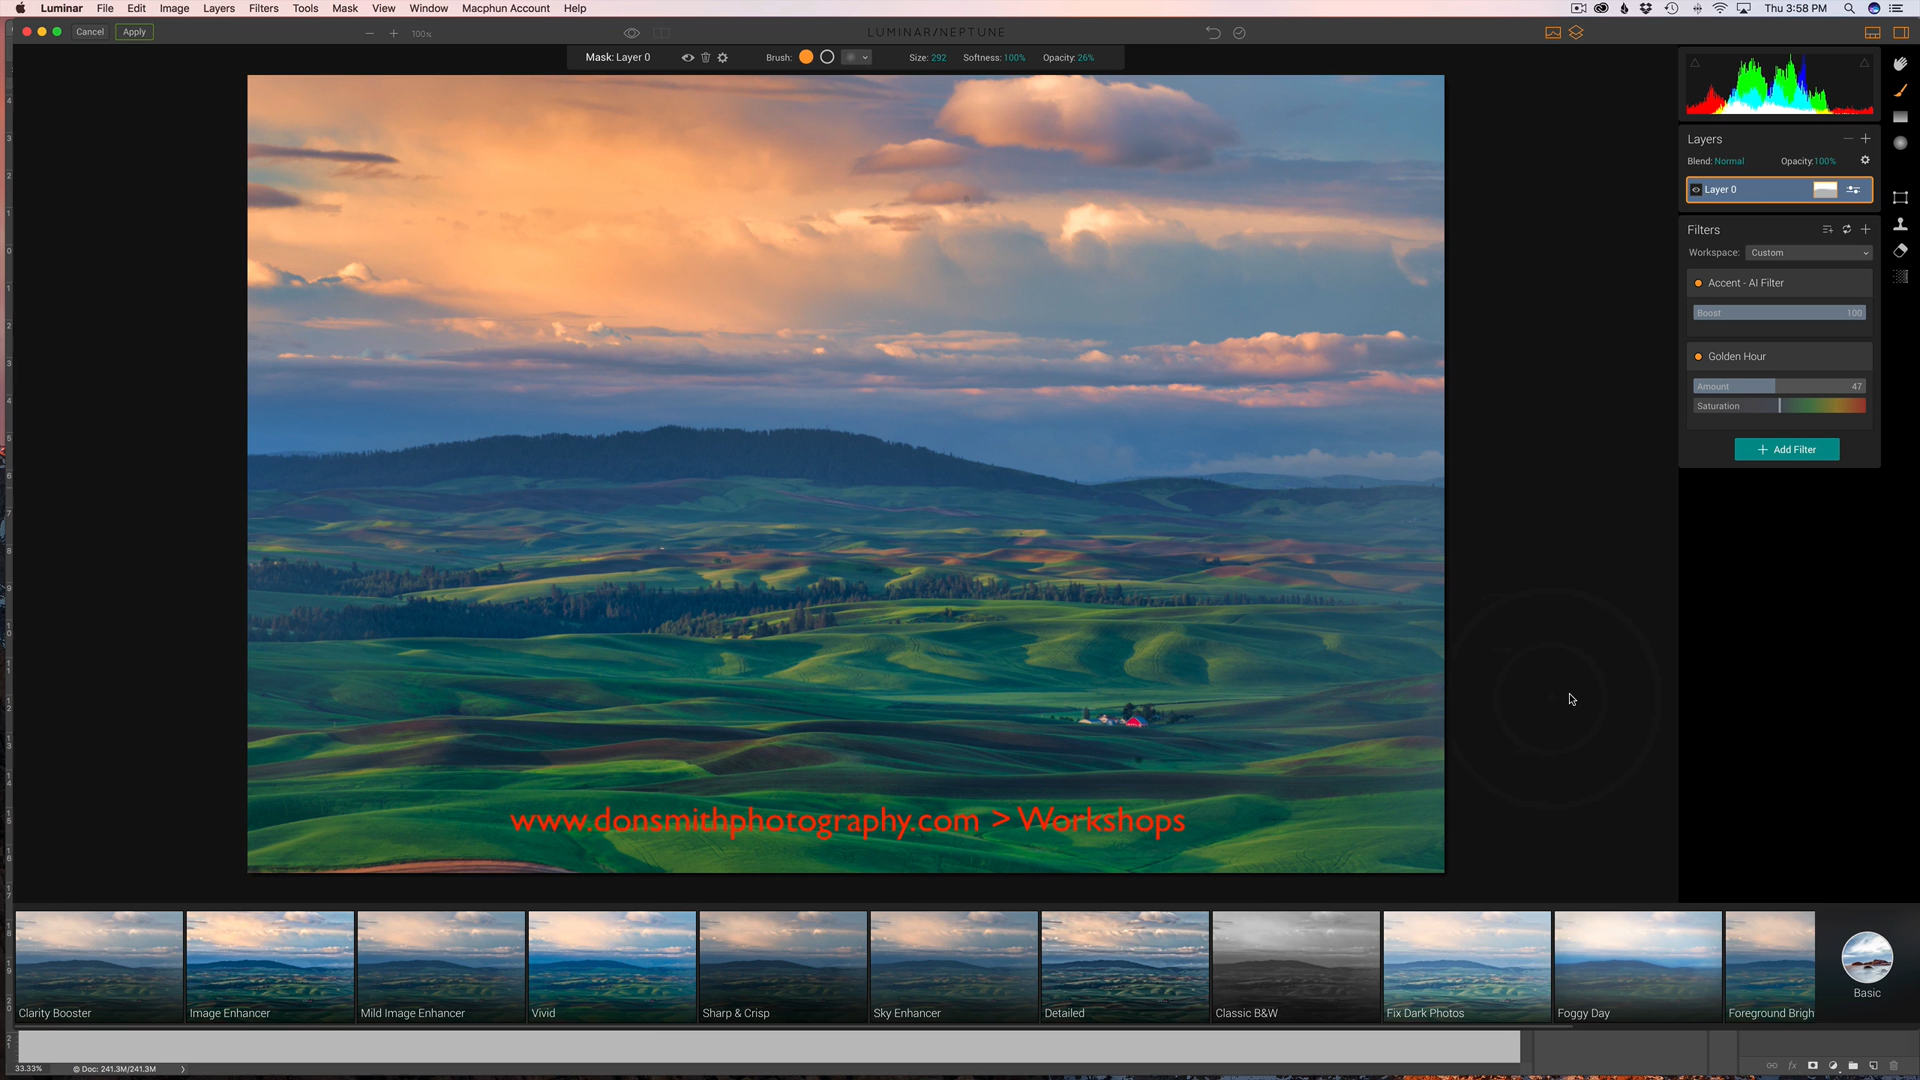 Luminar File Edit Image Layers Filters Tools Mask View Window Macphun Account Help Thu 3:58 PM
Cancel Apply 100% LUMINAR/NEPTUNE
Mask: Layer 0 Brush: Size: 292 Softness: 100% Opacity: 26%
Layers
Blend: Normal Opacity: 100%
Layer 0
Filters
Workspace: Custom
Accent - AI Filter
Boost 100
Golden Hour
Amount 47
Saturation
+ Add Filter
www.donsmithphotography.com > Workshops
Clarity Booster Image Enhancer Mild Image Enhancer Vivid Sharp & Crisp Sky Enhancer Detailed Classic B&W Fix Dark Photos Foggy Day Foreground Brigh
Basic
33.33% Doc: 241.3M/241.3M